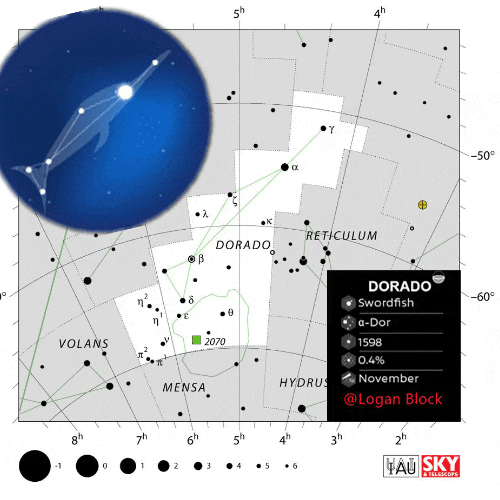 5h
4h
γ
−50°
α
ζ
λ
κ
DORADO
RETICULUM
β
δ
η2
η1
ε
θ
ν
2070
π2
π1
VOLANS
MENSA
HYDRUS
−60°
DORADO
Swordfish
α-Dor
1598
0.4%
November
@Logan Block
8h
7h
6h
5h
4h
3h
2h
-1
0
1
2
3
4
5
6
IAU
SKY
& TELESCOPE